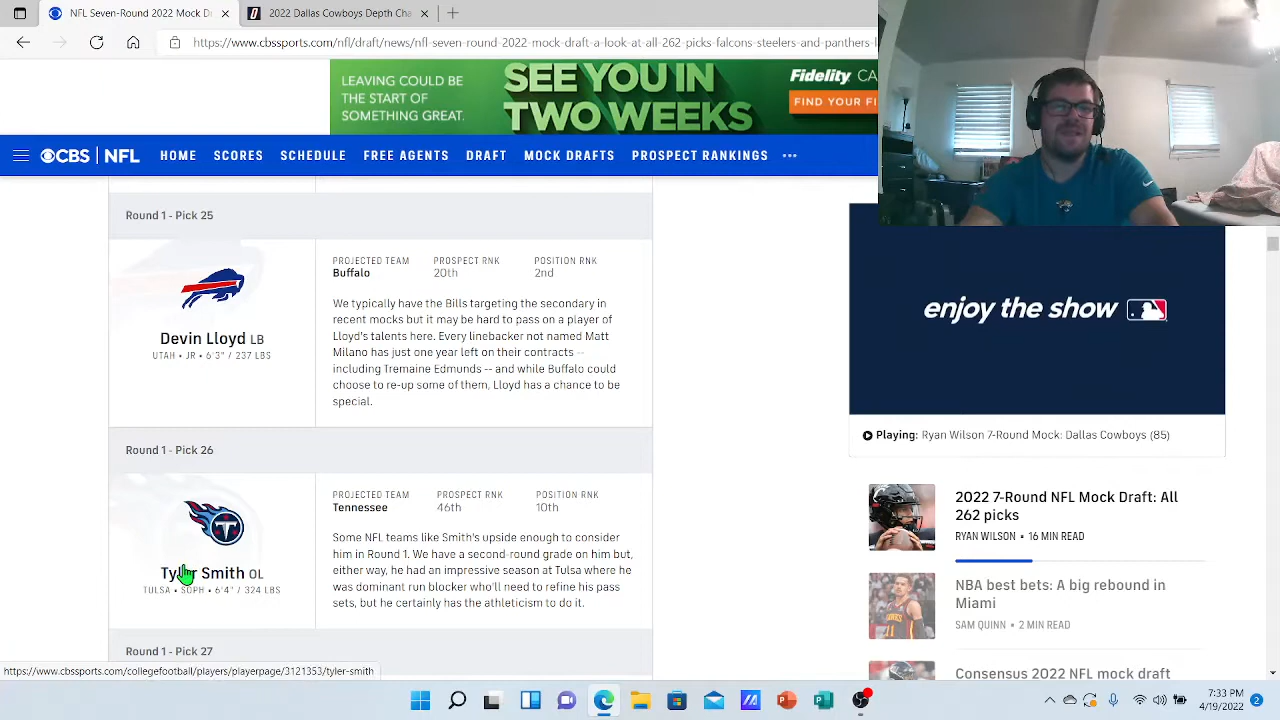 NFL Seven-Round 2022 Mock D
Dallas Cowboys Depth Ch
https://www.cbssports.com/nfl/draft/news/nfl-seven-round-2022-mock-draft-a-look-at-all-262-picks-falcons-steelers-and-panthers
LEAVING COULD BE
THE START OF
SOMETHING GREAT
SEE YOU IN
TWO WEEKS
Fidelity CA
FIND YOUR FI
CBS NFL HOME FREE AGENTS DRAFT MOCK DRAFTS PROSPECT RANKINGS
Round 1 - Pick 25
Devin Lloyd LB
UTAH • JR • 6'3" / 237 LBS
PROJECTED TEAM
Buffalo
PROSPECT RNK
20th
POSITION RNK
2nd
We typically have the Bills targeting the secondary
in recent mocks but it may be hard to pass on a player of
Lloyd's talents here. Every linebacker not named Matt
Milano has just one year left on their contracts --
including Tremaine Edmunds -- and while Buffalo could
choose to re-up some of them, Lloyd has a chance to be
special.
Round 1 - Pick 26
Tyler Smith OL
TULSA • SOPH • 6'4" / 324 LBS
PROJECTED TEAM
Tennessee
PROSPECT RNK
46th
POSITION RNK
10th
Some NFL teams like Smith's upside enough to consider
him in Round 1. We have a second-round grade on him but,
either way, he had an impressive season at Tulsa where he
was dominant run blocker who'll need to refine his pass
sets, but he certainly has the athleticism to do it.
Round 1 - Pick 27
enjoy the show
Playing: Ryan Wilson 7-Round Mock: Dallas Cowboys (85)
2022 7-Round NFL Mock Draft: All
262 picks
RYAN WILSON • 16 MIN READ
NBA best bets: A big rebound in
Miami
SAM QUINN • 2 MIN READ
Consensus 2022 NFL mock draft
https://www.cbssports.com/collegefootball/players/playerpage/3121353/tyler-smith
7:33 PM
4/19/2022
2